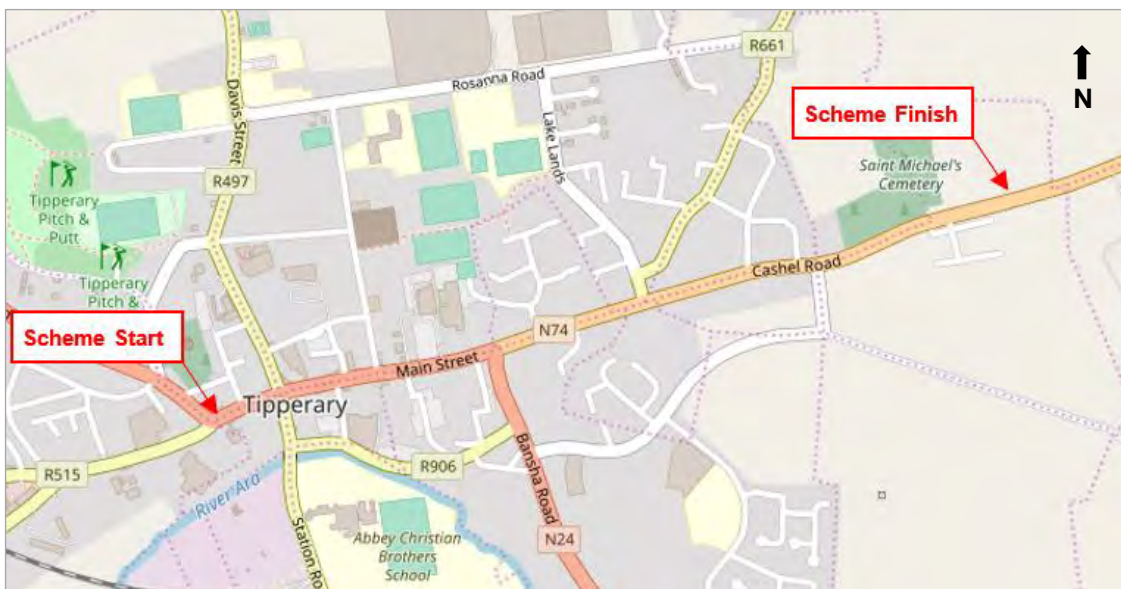 R661
N
Rosanna Road
Davis Street
Scheme Finish
Lake Lands
Saint Michael's
Cemetery
R497
Tipperary
Pitch &
Putt
Cashel Road
Tipperary
Pitch &
Scheme Start
N74
Main Street
Tipperary
R515
R906
Bansha Road
River Ara
Station Ro
Abbey Christian
Brothers
School
N24